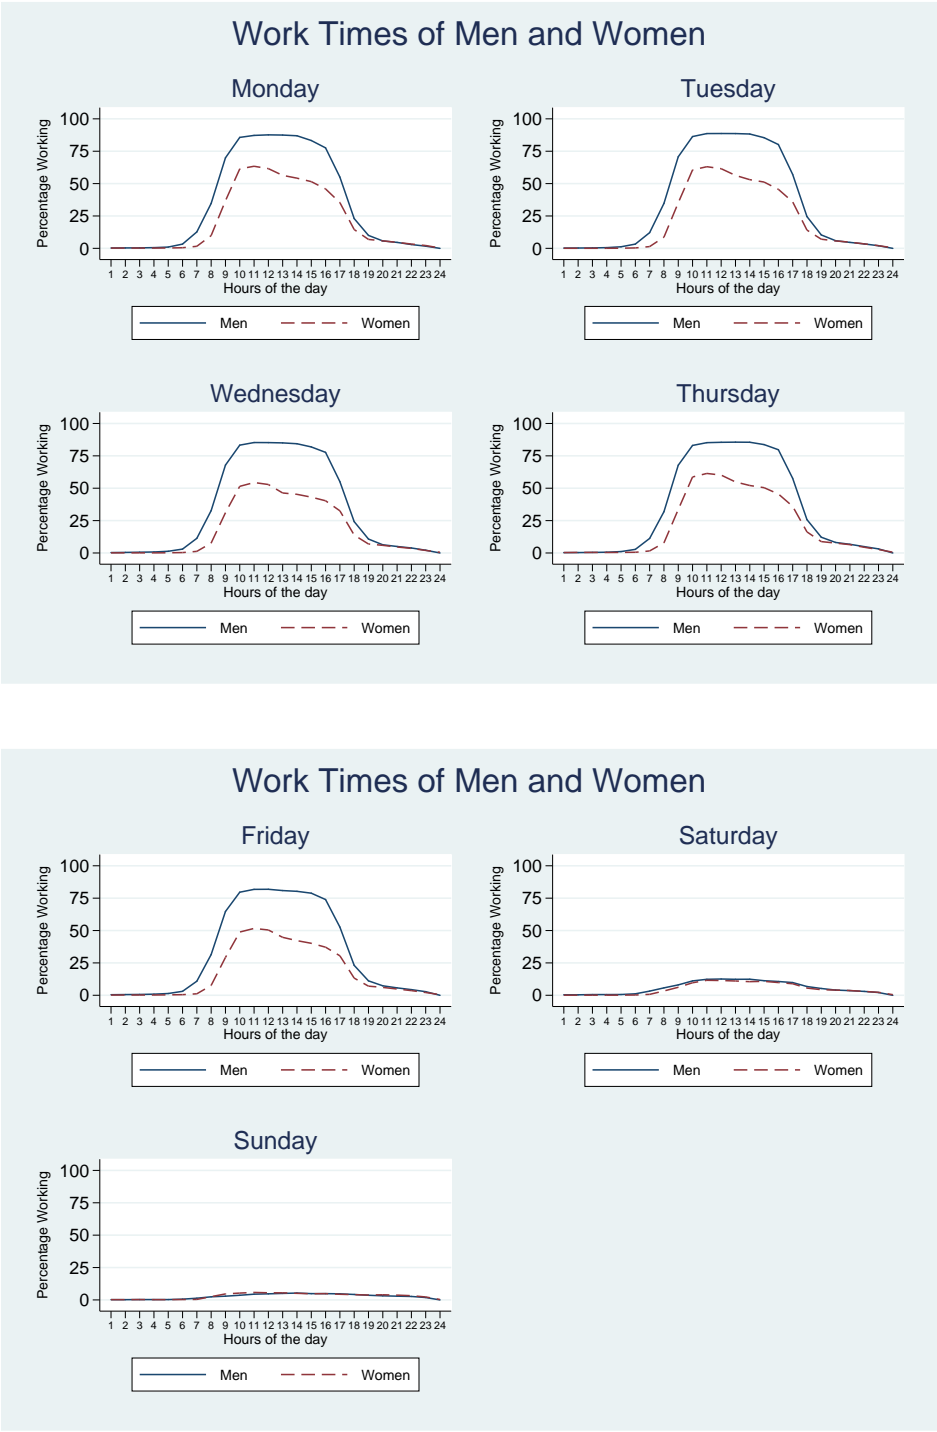 Work Times of Men and Women
Monday
Percentage Working
100
75
50
25
0
1 2 3 4 5 6 7 8 9 10 11 12 13 14 15 16 17 18 19 20 21 22 23 24
Hours of the day
Men Women
Tuesday
Percentage Working
100
75
50
25
0
1 2 3 4 5 6 7 8 9 10 11 12 13 14 15 16 17 18 19 20 21 22 23 24
Hours of the day
Men Women
Wednesday
Percentage Working
100
75
50
25
0
1 2 3 4 5 6 7 8 9 10 11 12 13 14 15 16 17 18 19 20 21 22 23 24
Hours of the day
Men Women
Thursday
Percentage Working
100
75
50
25
0
1 2 3 4 5 6 7 8 9 10 11 12 13 14 15 16 17 18 19 20 21 22 23 24
Hours of the day
Men Women
Work Times of Men and Women
Friday
Percentage Working
100
75
50
25
0
1 2 3 4 5 6 7 8 9 10 11 12 13 14 15 16 17 18 19 20 21 22 23 24
Hours of the day
Men Women
Saturday
Percentage Working
100
75
50
25
0
1 2 3 4 5 6 7 8 9 10 11 12 13 14 15 16 17 18 19 20 21 22 23 24
Hours of the day
Men Women
Sunday
Percentage Working
100
75
50
25
0
1 2 3 4 5 6 7 8 9 10 11 12 13 14 15 16 17 18 19 20 21 22 23 24
Hours of the day
Men Women